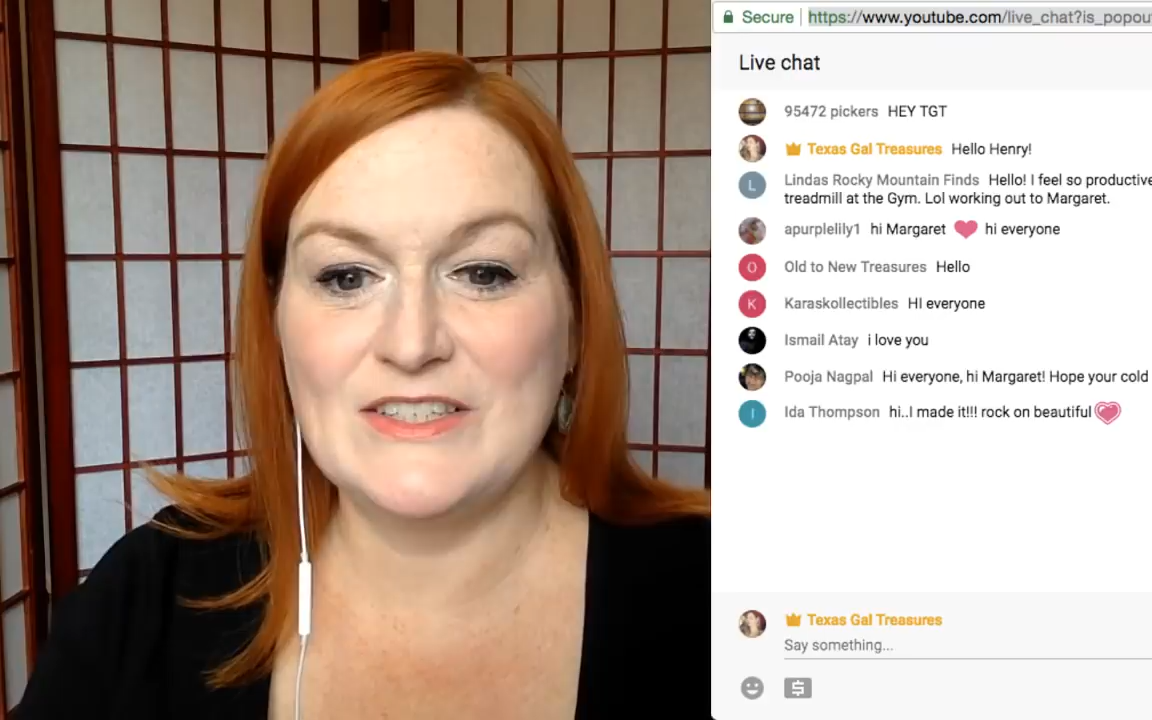 Secure https://www.youtube.com/live_chat?is_popou
Live chat
95472 pickers HEY TGT
Texas Gal Treasures Hello Henry!
L Lindas Rocky Mountain Finds Hello! I feel so productive
treadmill at the Gym. Lol working out to Margaret.
apurplelily1 hi Margaret hi everyone
O Old to New Treasures Hello
K Karaskollectibles HI everyone
Ismail Atay i love you
Pooja Nagpal Hi everyone, hi Margaret! Hope your cold
I Ida Thompson hi..I made it!!! rock on beautiful
Texas Gal Treasures
Say something...
$